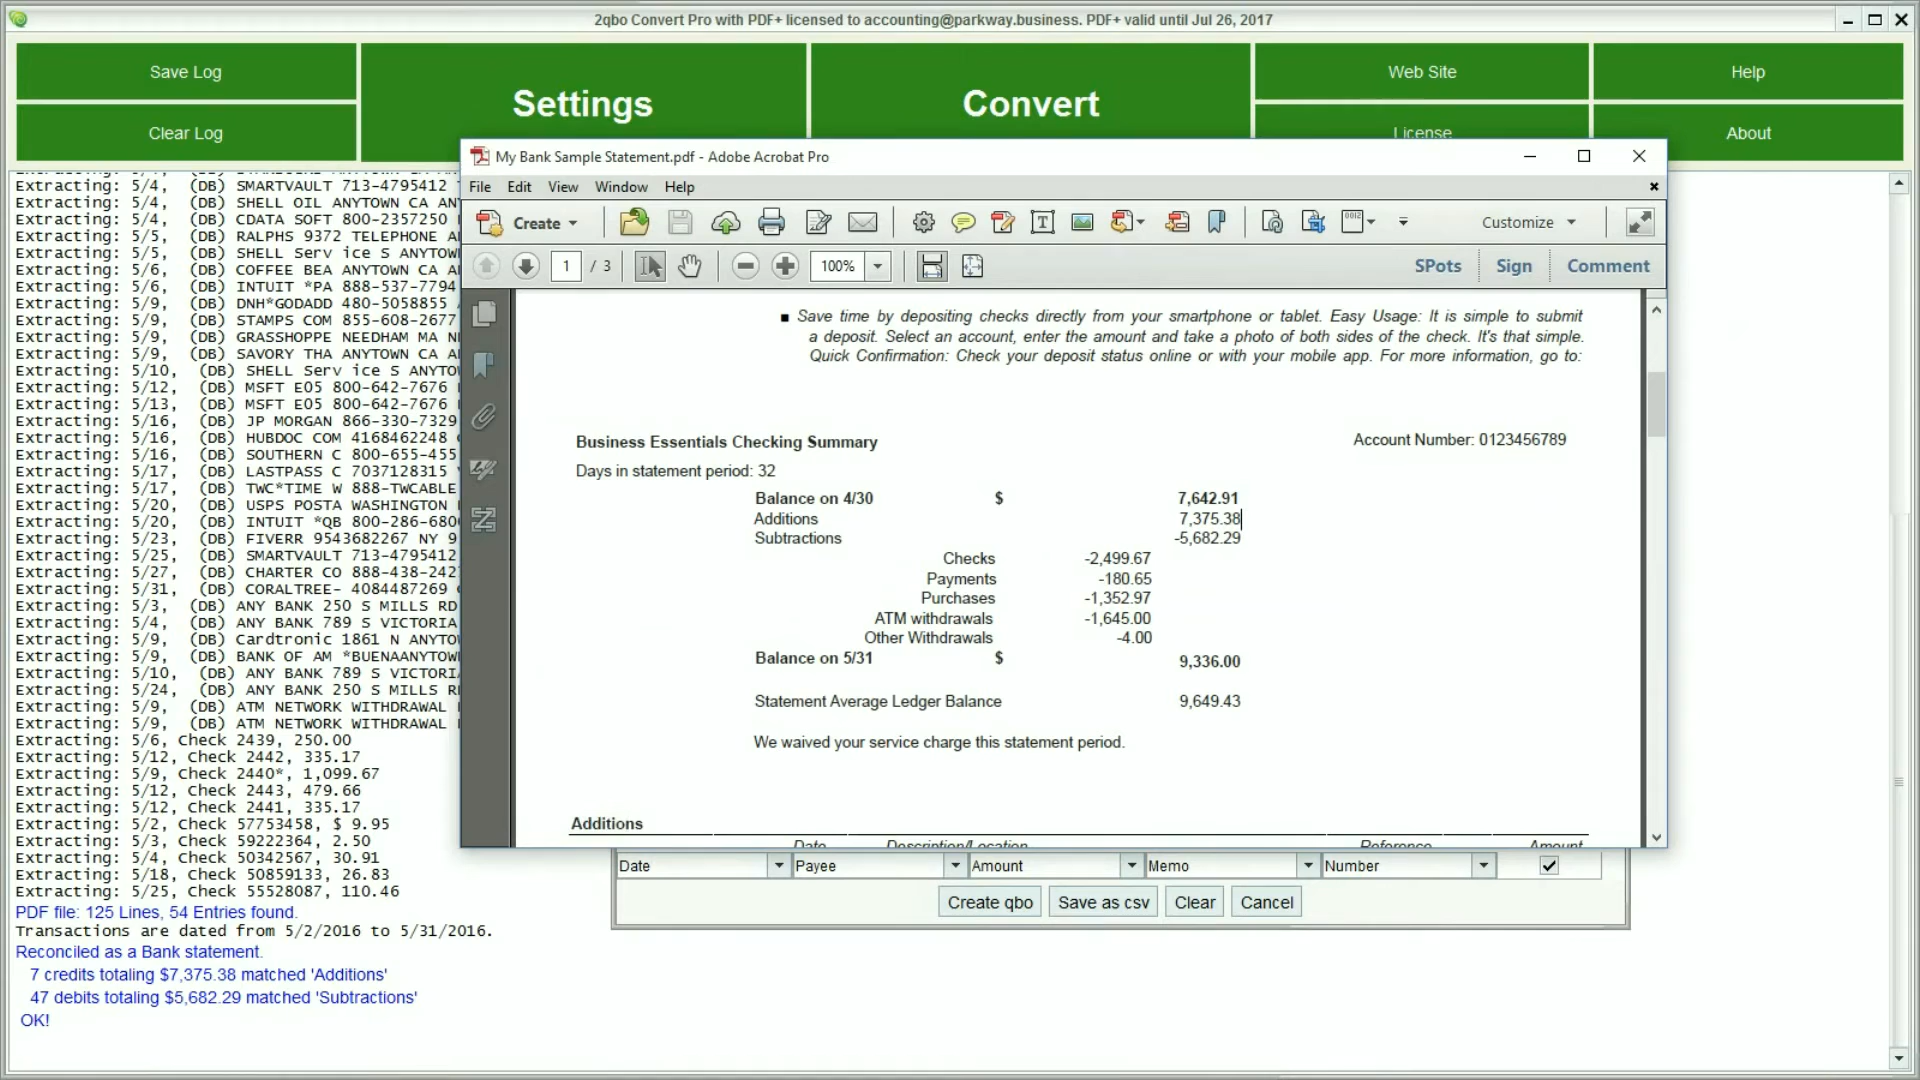 2qbo Convert Pro with PDF+ licensed to accounting@parkway.business. PDF+ valid until Jul 26, 2017
Save Log
Settings
Convert
Web Site
Help
Clear Log
License
About
Extracting: 5/4, (DB) SMARTVAULT 713-4795412
Extracting: 5/4, (DB) SHELL OIL ANYTOWN CA AN
Extracting: 5/4, (DB) CDATA SOFT 800-2357250
Extracting: 5/5, (DB) RALPHS 9372 TELEPHONE A
Extracting: 5/5, (DB) SHELL Serv ice S ANYTOW
Extracting: 5/6, (DB) COFFEE BEA ANYTOWN CA A
Extracting: 5/6, (DB) INTUIT *PA 888-537-7794
Extracting: 5/9, (DB) DNH*GODADD 480-5058855
Extracting: 5/9, (DB) STAMPS COM 855-608-2677
Extracting: 5/9, (DB) GRASSHOPPE NEEDHAM MA N
Extracting: 5/9, (DB) SAVORY THA ANYTOWN CA A
Extracting: 5/10, (DB) SHELL Serv ice S ANYTO
Extracting: 5/12, (DB) MSFT E05 800-642-7676
Extracting: 5/13, (DB) MSFT E05 800-642-7676
Extracting: 5/16, (DB) JP MORGAN 866-330-7329
Extracting: 5/16, (DB) HUBDOC COM 4168462248
Extracting: 5/16, (DB) SOUTHERN C 800-655-455
Extracting: 5/17, (DB) LASTPASS C 7037128315
Extracting: 5/17, (DB) TWC*TIME W 888-TWCABLE
Extracting: 5/20, (DB) USPS POSTA WASHINGTON
Extracting: 5/20, (DB) INTUIT *QB 800-286-680
Extracting: 5/23, (DB) FIVERR 9543682267 NY 9
Extracting: 5/25, (DB) SMARTVAULT 713-4795412
Extracting: 5/27, (DB) CHARTER CO 888-438-242
Extracting: 5/31, (DB) CORALTREE- 4084487269
Extracting: 5/3, (DB) ANY BANK 250 S MILLS RD
Extracting: 5/4, (DB) ANY BANK 789 S VICTORIA
Extracting: 5/9, (DB) Cardtronic 1861 N ANYTO
Extracting: 5/9, (DB) BANK OF AM *BUENAANYTOW
Extracting: 5/10, (DB) ANY BANK 789 S VICTORI
Extracting: 5/24, (DB) ANY BANK 250 S MILLS R
Extracting: 5/9, (DB) ATM NETWORK WITHDRAWAL
Extracting: 5/9, (DB) ATM NETWORK WITHDRAWAL
Extracting: 5/6, Check 2439, 250.00
Extracting: 5/12, Check 2442, 335.17
Extracting: 5/9, Check 2440*, 1,099.67
Extracting: 5/12, Check 2443, 479.66
Extracting: 5/12, Check 2441, 335.17
Extracting: 5/2, Check 57753458, $ 9.95
Extracting: 5/3, Check 59222364, 2.50
Extracting: 5/4, Check 50342567, 30.91
Extracting: 5/18, Check 50859133, 26.83
Extracting: 5/25, Check 55528087, 110.46
PDF file: 125 Lines, 54 Entries found.
Transactions are dated from 5/2/2016 to 5/31/2016.
Reconciled as a Bank statement.
7 credits totaling $7,375.38 matched 'Additions'
47 debits totaling $5,682.29 matched 'Subtractions'
OK!
My Bank Sample Statement.pdf - Adobe Acrobat Pro
File Edit View Window Help
Create
Customize
1 / 3
100%
SPots Sign Comment
■ Save time by depositing checks directly from your smartphone or tablet. Easy Usage: It is simple to submit
a deposit. Select an account, enter the amount and take a photo of both sides of the check. It's that simple.
Quick Confirmation: Check your deposit status online or with your mobile app. For more information, go to:
Business Essentials Checking Summary Account Number: 0123456789
Days in statement period: 32
Balance on 4/30 $ 7,642.91
Additions 7,375.38
Subtractions -5,682.29
Checks -2,499.67
Payments -180.65
Purchases -1,352.97
ATM withdrawals -1,645.00
Other Withdrawals -4.00
Balance on 5/31 $ 9,336.00
Statement Average Ledger Balance 9,649.43
We waived your service charge this statement period.
Additions
Date Description/Location Reference Amount
Date Payee Amount Memo Number
Create qbo Save as csv Clear Cancel